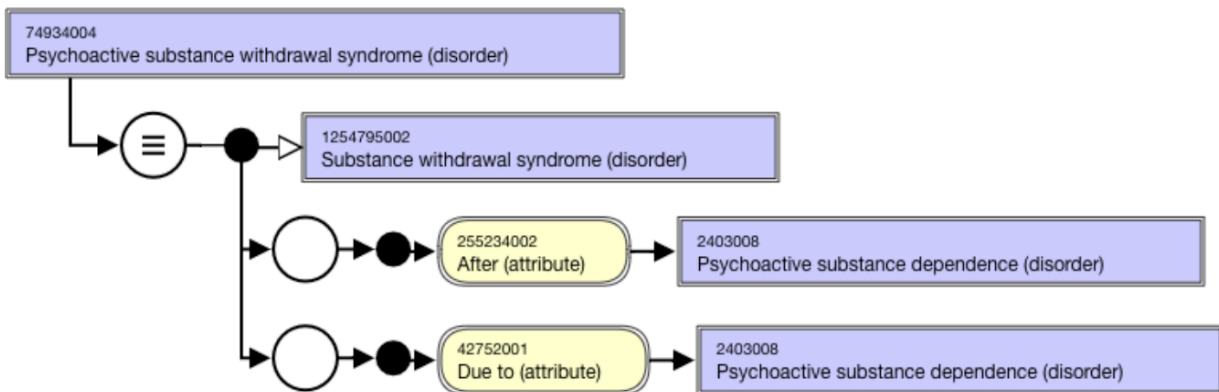 74934004
Psychoactive substance withdrawal syndrome (disorder)
1254795002
Substance withdrawal syndrome (disorder)
255234002
After (attribute)
2403008
Psychoactive substance dependence (disorder)
42752001
Due to (attribute)
2403008
Psychoactive substance dependence (disorder)